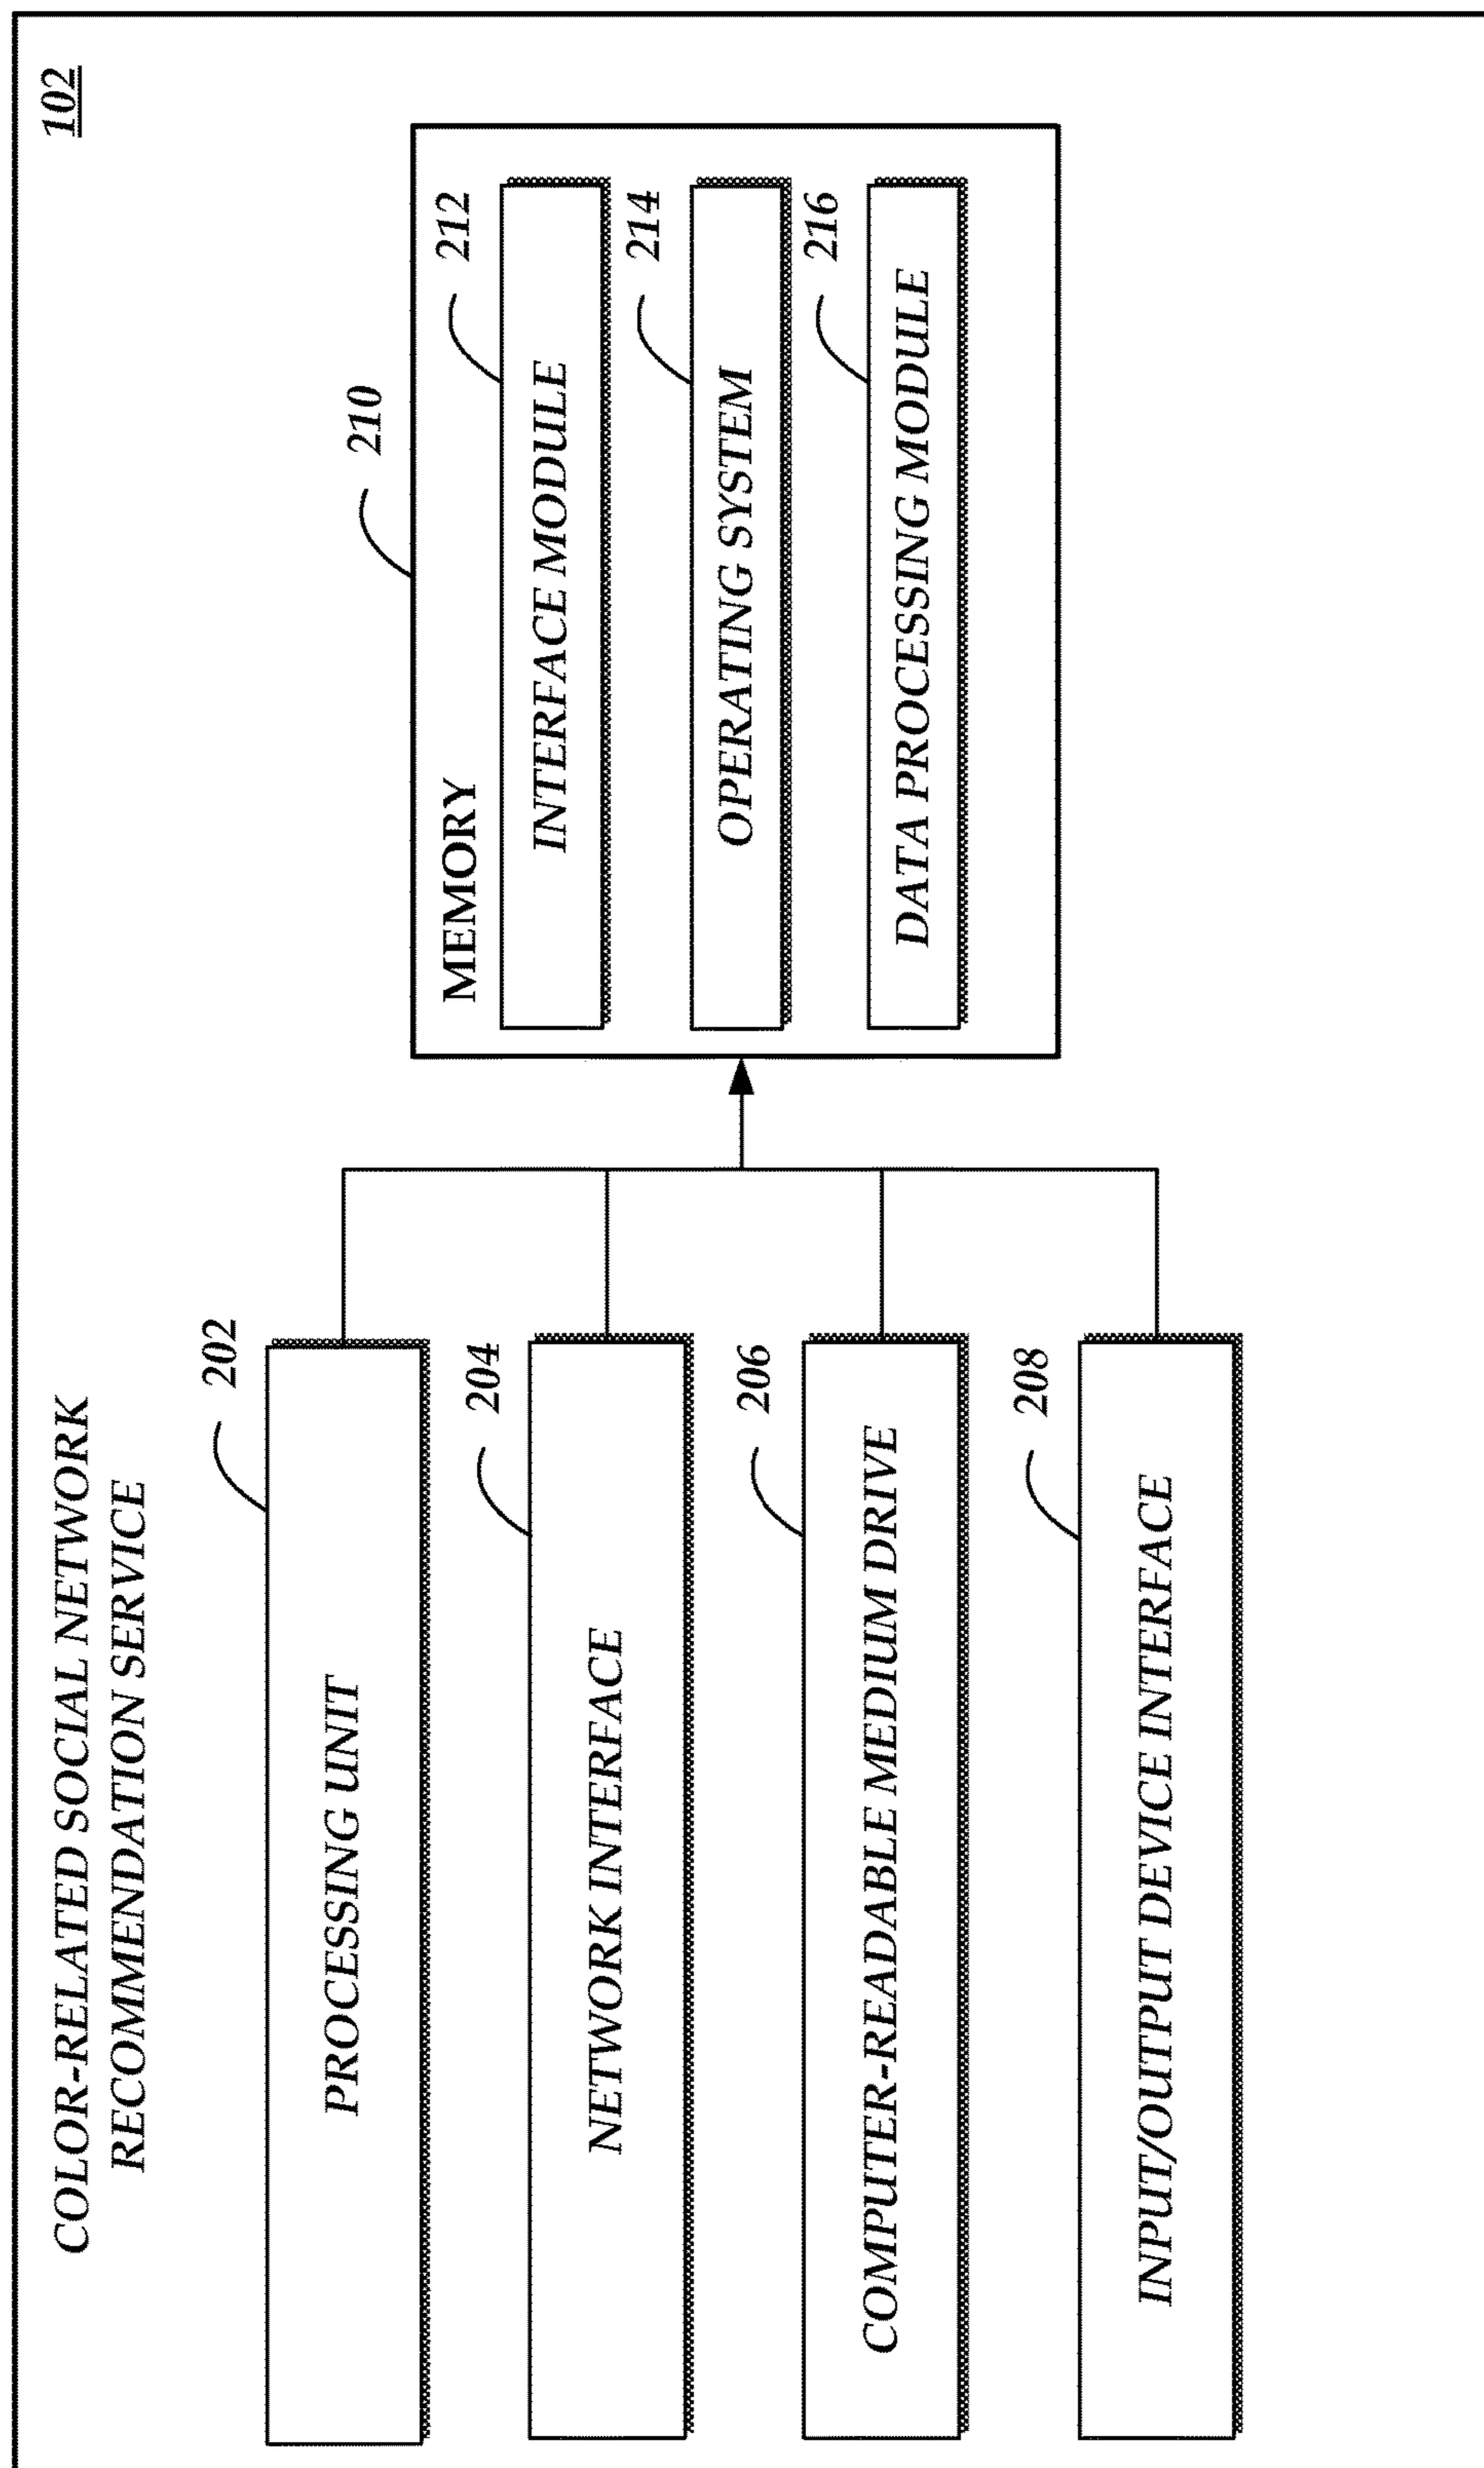 102
COLOR-RELATED SOCIAL NETWORK
RECOMMENDATION SERVICE
202
PROCESSING UNIT
204
NETWORK INTERFACE
206
COMPUTER-READABLE MEDIUM DRIVE
208
INPUT/OUTPUT DEVICE INTERFACE
210
MEMORY
212
INTERFACE MODULE
214
OPERATING SYSTEM
216
DATA PROCESSING MODULE